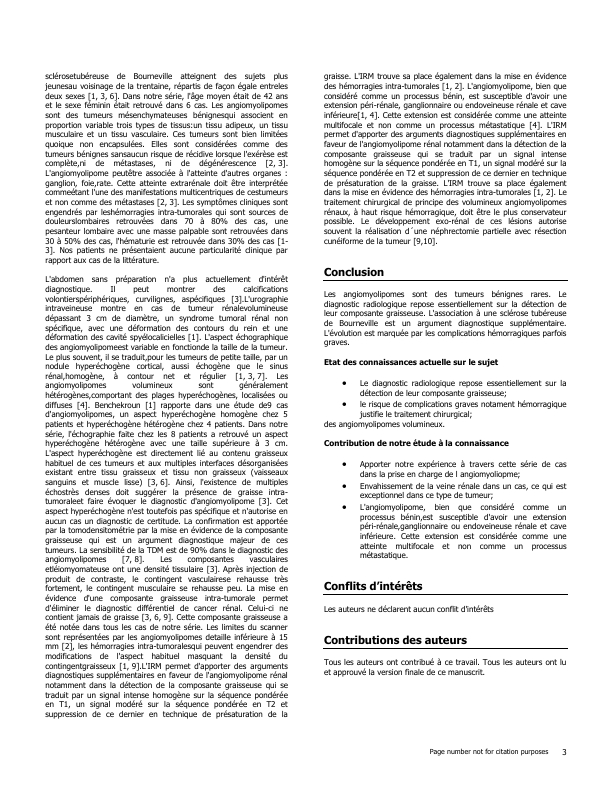 sclérosetubéreuse de Bourneville atteignent des sujets plus
jeunesau voisinage de la trentaine, répartis de façon égale entreles
deux sexes [1, 3, 6]. Dans notre série, l'âge moyen était de 42 ans
et le sexe féminin était retrouvé dans 6 cas. Les angiomyolipomes
sont des tumeurs mésenchymateuses bénignesqui associent en
proportion variable trois types de tissus:un tissu adipeux, un tissu
musculaire et un tissu vasculaire. Ces tumeurs sont bien limitées
quoique non encapsulées. Elles sont considérées comme des
tumeurs bénignes sansaucun risque de récidive lorsque l'exérèse est
complète,ni de métastases, ni de dégénérescence [2, 3].
L'angiomyolipome peutêtre associée à l'atteinte d'autres organes :
ganglion, foie,rate. Cette atteinte extrarénale doit être interprétée
comméétant l'une des manifestations multicentriques de cestumeurs
et non comme des métastases [2, 3]. Les symptômes cliniques sont
engendrés par leshémorragies intra-tumorales qui sont sources de
douleurslombaires retrouvées dans 70 à 80% des cas, une
pesanteur lombaire avec une masse palpable sont retrouvées dans
30 à 50% des cas, l'hématurie est retrouvée dans 30% des cas [1-
3]. Nos patients ne présentaient aucune particularité clinique par
rapport aux cas de la littérature.
L'abdomen sans préparation n'a plus actuellement d'intérêt
diagnostique. Il peut montrer des calcifications
volontierspériphériques, curvilignes, aspécifiques [3].L'urographie
intraveineuse montre en cas de tumeur rénalevolumineuse
dépassant 3 cm de diamètre, un syndrome tumoral rénal non
spécifique, avec une déformation des contours du rein et une
déformation des cavité spyélocalicielles [1]. L'aspect échographique
des angiomyolipomeest variable en fonctionde la taille de la tumeur.
Le plus souvent, il se traduit,pour les tumeurs de petite taille, par un
nodule hyperéchogène cortical, aussi échogène que le sinus
rénal,homogène, à contour net et régulier [1, 3, 7]. Les
angiomyolipomes volumineux sont généralement
hétérogènes,comportant des plages hyperéchogènes, localisées ou
diffuses [4]. Benchekroun [1] rapporte dans une étude de9 cas
d'angiomyolipomes, un aspect hyperéchogène homogène chez 5
patients et hyperéchogène hétérogène chez 4 patients. Dans notre
série, l'échographie faite chez les 8 patients a retrouvé un aspect
hyperéchogène hétérogène avec une taille supérieure à 3 cm.
L'aspect hyperéchogène est directement lié au contenu graisseux
habituel de ces tumeurs et aux multiples interfaces désorganisées
existant entre tissu graisseux et tissu non graisseux (vaisseaux
sanguins et muscle lisse) [3, 6]. Ainsi, l'existence de multiples
échostrès denses doit suggérer la présence de graisse intra-
tumoraleet faire évoquer le diagnostic d'angiomyolipome [3]. Cet
aspect hyperéchogène n'est toutefois pas spécifique et n'autorise en
aucun cas un diagnostic de certitude. La confirmation est apportée
par la tomodensitométrie par la mise en évidence de la composante
graisseuse qui est un argument diagnostique majeur de ces
tumeurs. La sensibilité de la TDM est de 90% dans le diagnostic des
angiomyolipomes [7, 8]. Les composantes vasculaires
etléiomyomateuse ont une densité tissulaire [3]. Après injection de
produit de contraste, le contingent vasculairese rehausse très
fortement, le contingent musculaire se rehausse peu. La mise en
évidence d'une composante graisseuse intra-tumorale permet
d'éliminer le diagnostic différentiel de cancer rénal. Celui-ci ne
contient jamais de graisse [3, 6, 9]. Cette composante graisseuse a
été notée dans tous les cas de notre série. Les limites du scanner
sont représentées par les angiomyolipomes detaille inférieure à 15
mm [2], les hémorragies intra-tumoralesqui peuvent engendrer des
modifications de l'aspect habituel masquant la densité du
contingentgraisseux [1, 9].L'IRM permet d'apporter des arguments
diagnostiques supplémentaires en faveur de l'angiomyolipome rénal
notamment dans la détection de la composante graisseuse qui se
traduit par un signal intense homogène sur la séquence pondérée
en T1, un signal modéré sur la séquence pondérée en T2 et
suppression de ce dernier en technique de présaturation de la
graisse. L'IRM trouve sa place également dans la mise en évidence
des hémorragies intra-tumorales [1, 2]. L'angiomyolipome, bien que
considéré comme un processus bénin, est susceptible d'avoir une
extension péri-rénale, ganglionnaire ou endoveineuse rénale et cave
inférieure[1, 4]. Cette extension est considérée comme une atteinte
multifocale et non comme un processus métastatique [4]. L'IRM
permet d'apporter des arguments diagnostiques supplémentaires en
faveur de l'angiomyolipome rénal notamment dans la détection de la
composante graisseuse qui se traduit par un signal intense
homogène sur la séquence pondérée en T1, un signal modéré sur la
séquence pondérée en T2 et suppression de ce dernier en technique
de présaturation de la graisse. L'IRM trouve sa place également
dans la mise en évidence des hémorragies intra-tumorales [1, 2]. Le
traitement chirurgical de principe des volumineux angiomyolipomes
rénaux, à haut risque hémorragique, doit être le plus conservateur
possible. Le développement exo-rénal de ces lésions autorise
souvent la réalisation d´une néphrectomie partielle avec résection
cunéiforme de la tumeur [9,10].
Conclusion
Les angiomyolipomes sont des tumeurs bénignes rares. Le
diagnostic radiologique repose essentiellement sur la détection de
leur composante graisseuse. L'association à une sclérose tubéreuse
de Bourneville est un argument diagnostique supplémentaire.
L'évolution est marquée par les complications hémorragiques parfois
graves.
Etat des connaissances actuelle sur le sujet
• Le diagnostic radiologique repose essentiellement sur la
détection de leur composante graisseuse;
• le risque de complications graves notament hémorragique
justifie le traitement chirurgical;
des angiomyolipomes volumineux.
Contribution de notre étude à la connaissance
• Apporter notre expérience à travers cette série de cas
dans la prise en charge de l angioyoliopme;
• Envahissement de la veine rénale dans un cas, ce qui est
exceptionnel dans ce type de tumeur;
• L'angiomyolipome, bien que considéré comme un
processus bénin,est susceptible d'avoir une extension
péri-rénale,ganglionnaire ou endoveineuse rénale et cave
inférieure. Cette extension est considérée comme une
atteinte multifocale et non comme un processus
métastatique.
Conflits d'intérêts
Les auteurs ne déclarent aucun conflit d'intérêts
Contributions des auteurs
Tous les auteurs ont contribué à ce travail. Tous les auteurs ont lu
et approuvé la version finale de ce manuscrit.
Page number not for citation purposes 3